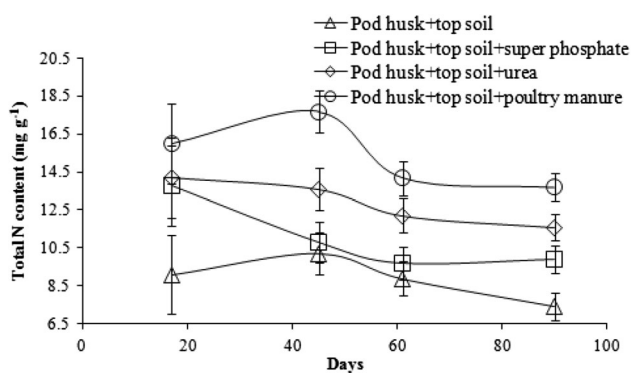 Pod husk+top soil
Pod husk+top soil+super phosphate
Pod husk+top soil+urea
Pod husk+top soil+poultry manure
Total N content (mg g⁻¹)
20.5
18.5
16.5
14.5
12.5
10.5
8.5
6.5
0 20 40 60 80 100
Days